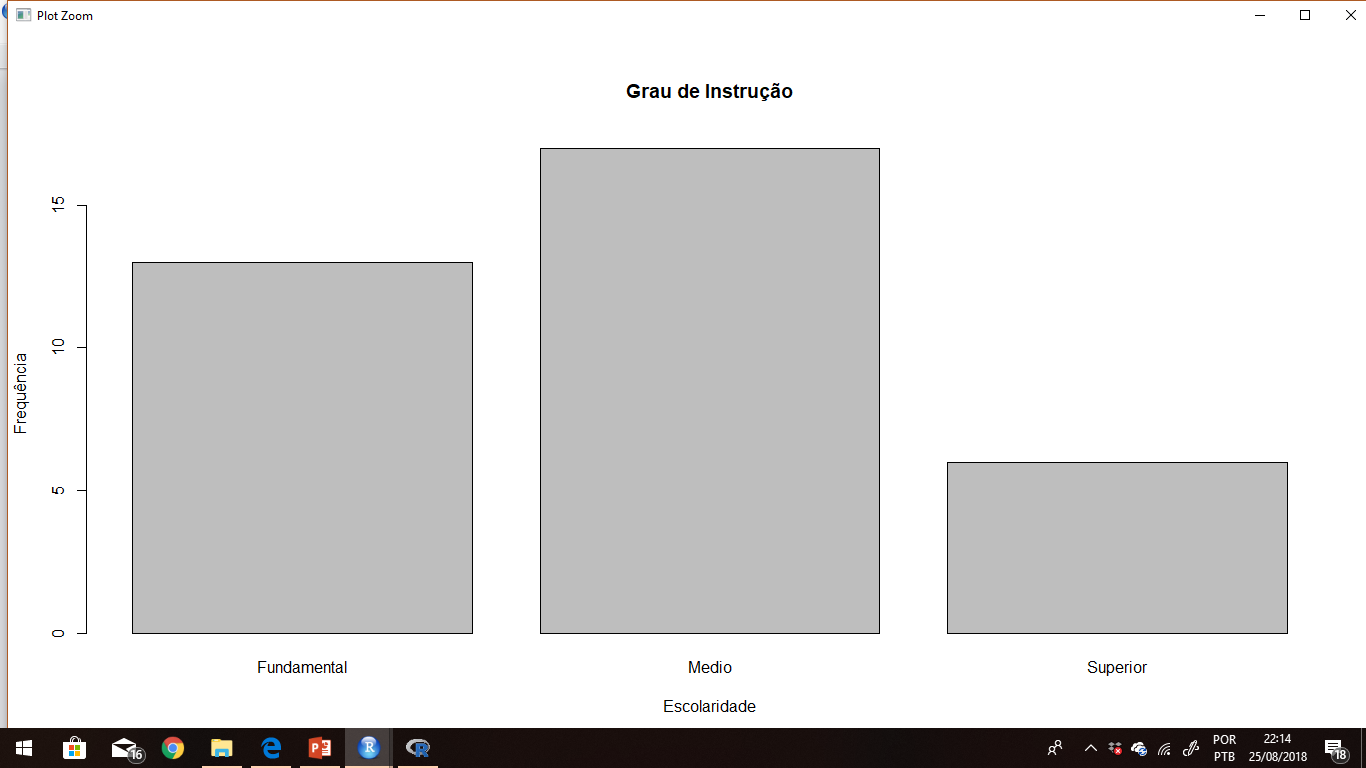 Plot Zoom
Grau de Instrução
15
10
5
0
Frequência
Fundamental
Medio
Superior
Escolaridade
16
POR
PTB
22:14
25/08/2018
18